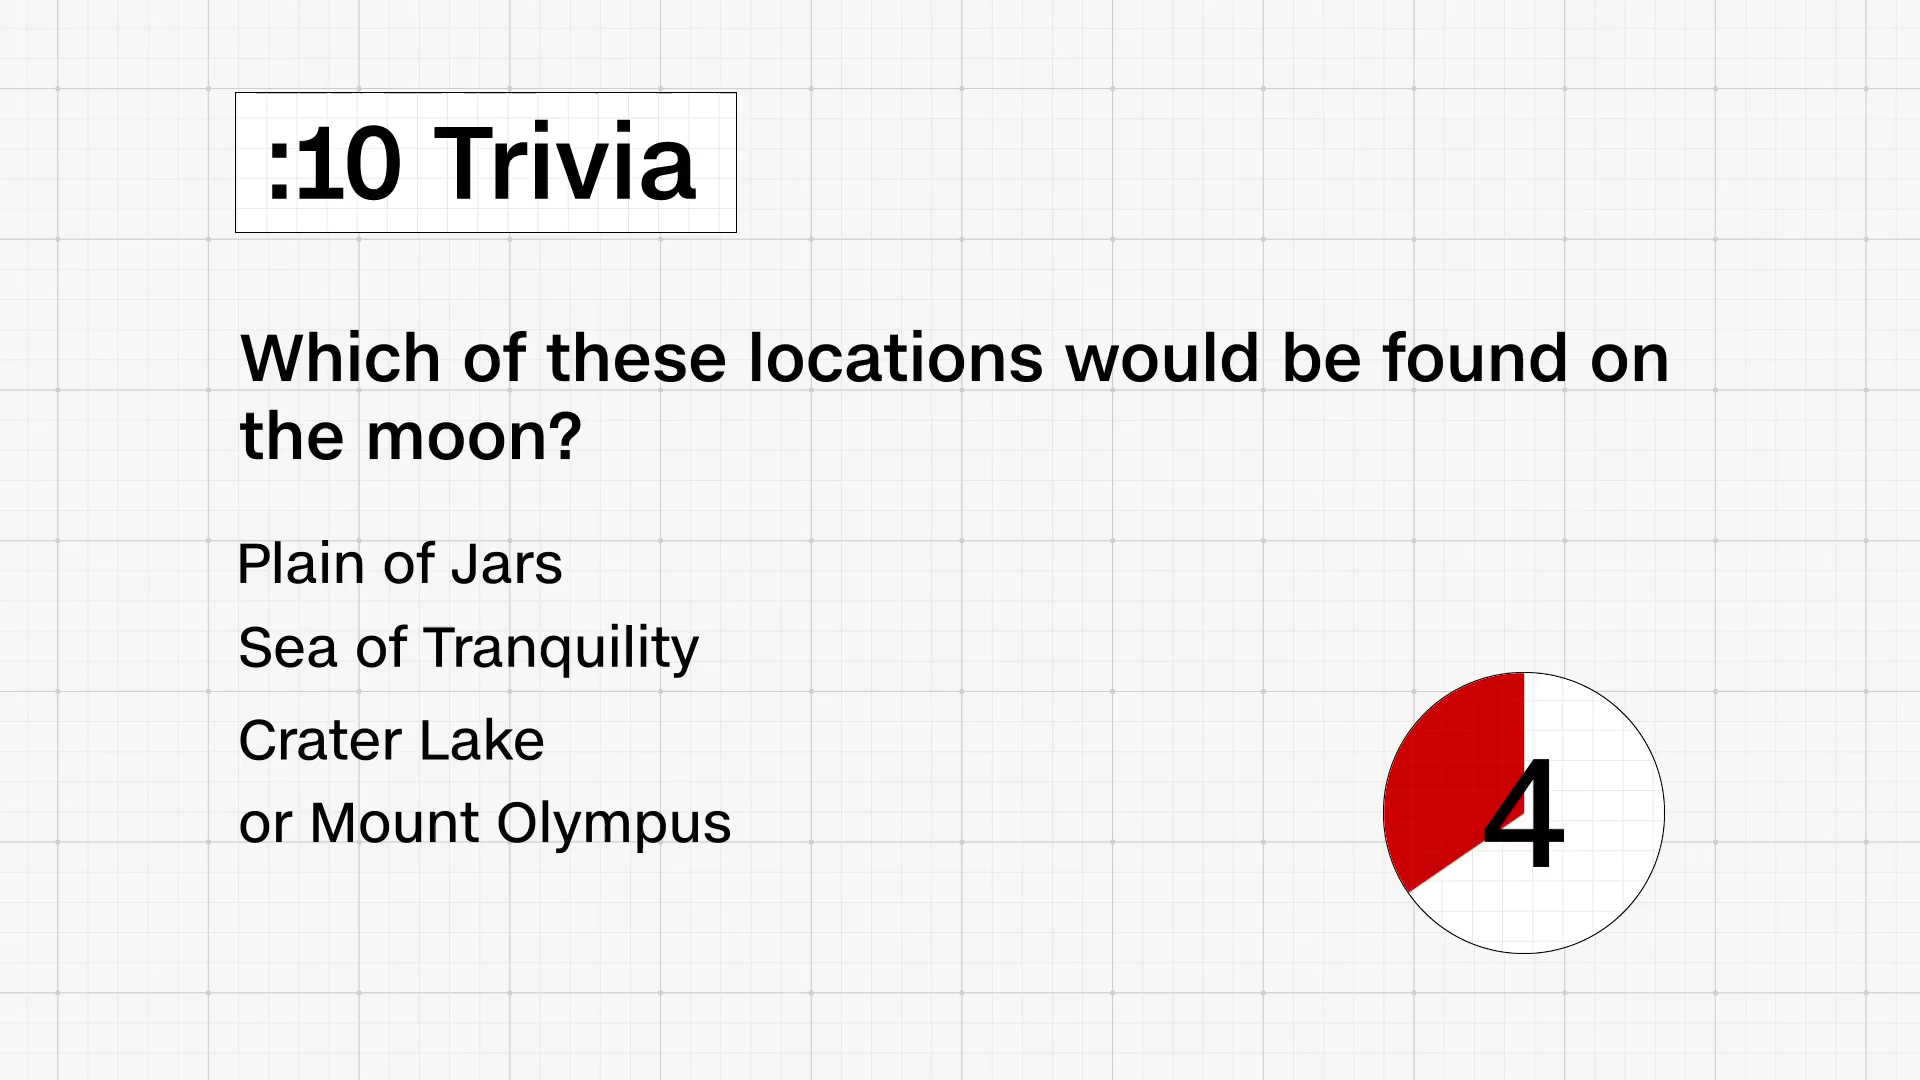 :10 Trivia
Which of these locations would be found on
the moon?
Plain of Jars
Sea of Tranquility
Crater Lake
or Mount Olympus
4